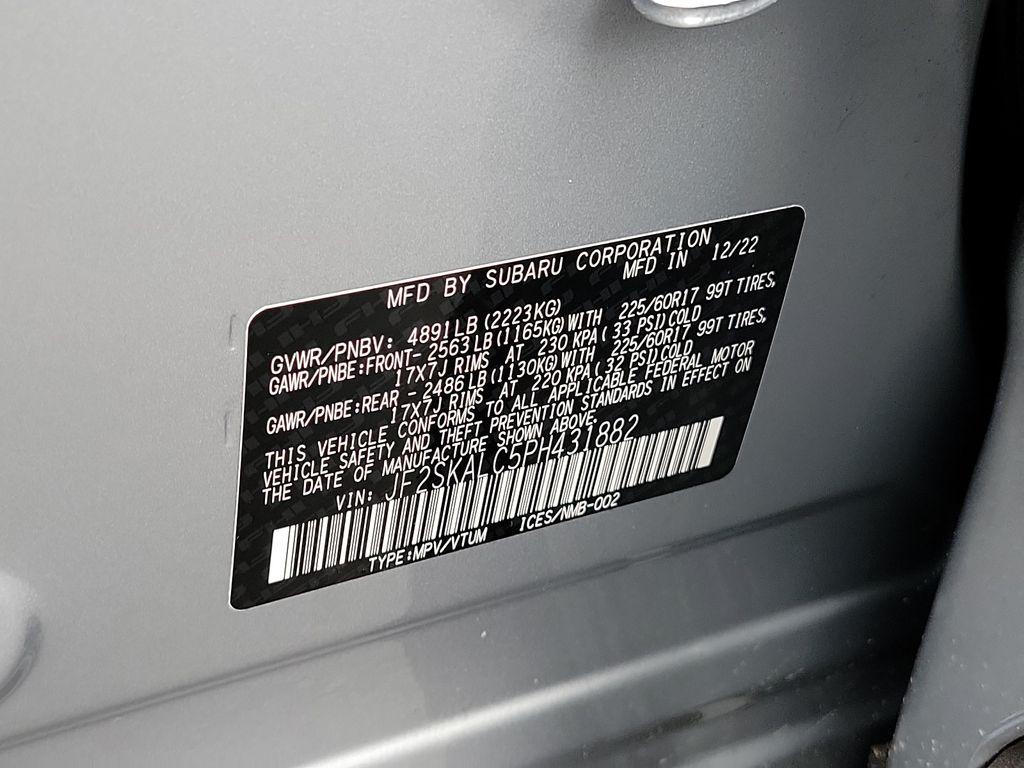 MFD BY SUBARU CORPORATION
MFD IN 12/22
GVWR/PNBV: 4891LB(2223KG)
GAWR/PNBE:FRONT- 2563LB(1165KG)WITH 225/60R17 99T TIRES,
17X7J RIMS AT 230 KPA( 33 PSI)COLD
GAWR/PNBE:REAR - 2486LB(1130KG)WITH 225/60R17 99T TIRES,
17X7J RIMS AT 220 KPA( 32 PSI)COLD
THIS VEHICLE CONFORMS TO ALL APPLICABLE FEDERAL MOTOR
VEHICLE SAFETY AND THEFT PREVENTION STANDARDS IN EFFECT ON
THE DATE OF MANUFACTURE SHOWN ABOVE.
VIN: JF2SKALC5PH431882
TYPE:MPV/VTUM ICES/NMB-002